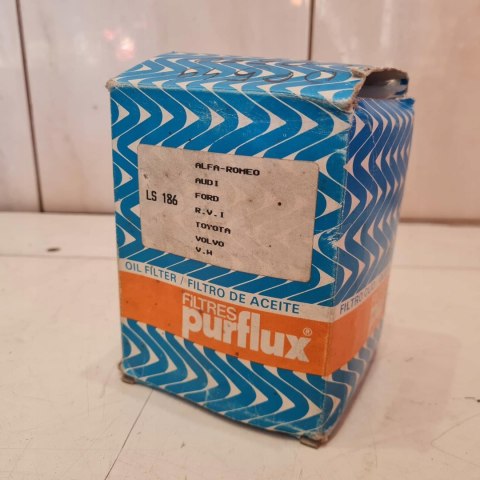 LS 186
ALFA-ROMEO
AUDI
FORD
R.V.I
TOYOTA
VOLVO
V.W
OIL FILTER / FILTRO DE ACEITE
FILTRES
purflux®